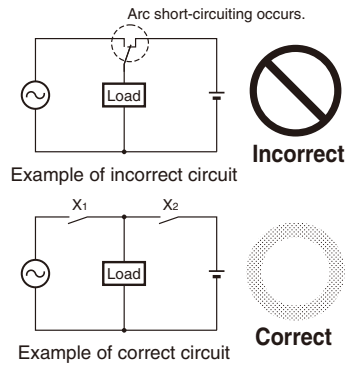 Arc short-circuiting occurs.
Load
Incorrect
Example of incorrect circuit
X1
X2
Load
Correct
Example of correct circuit